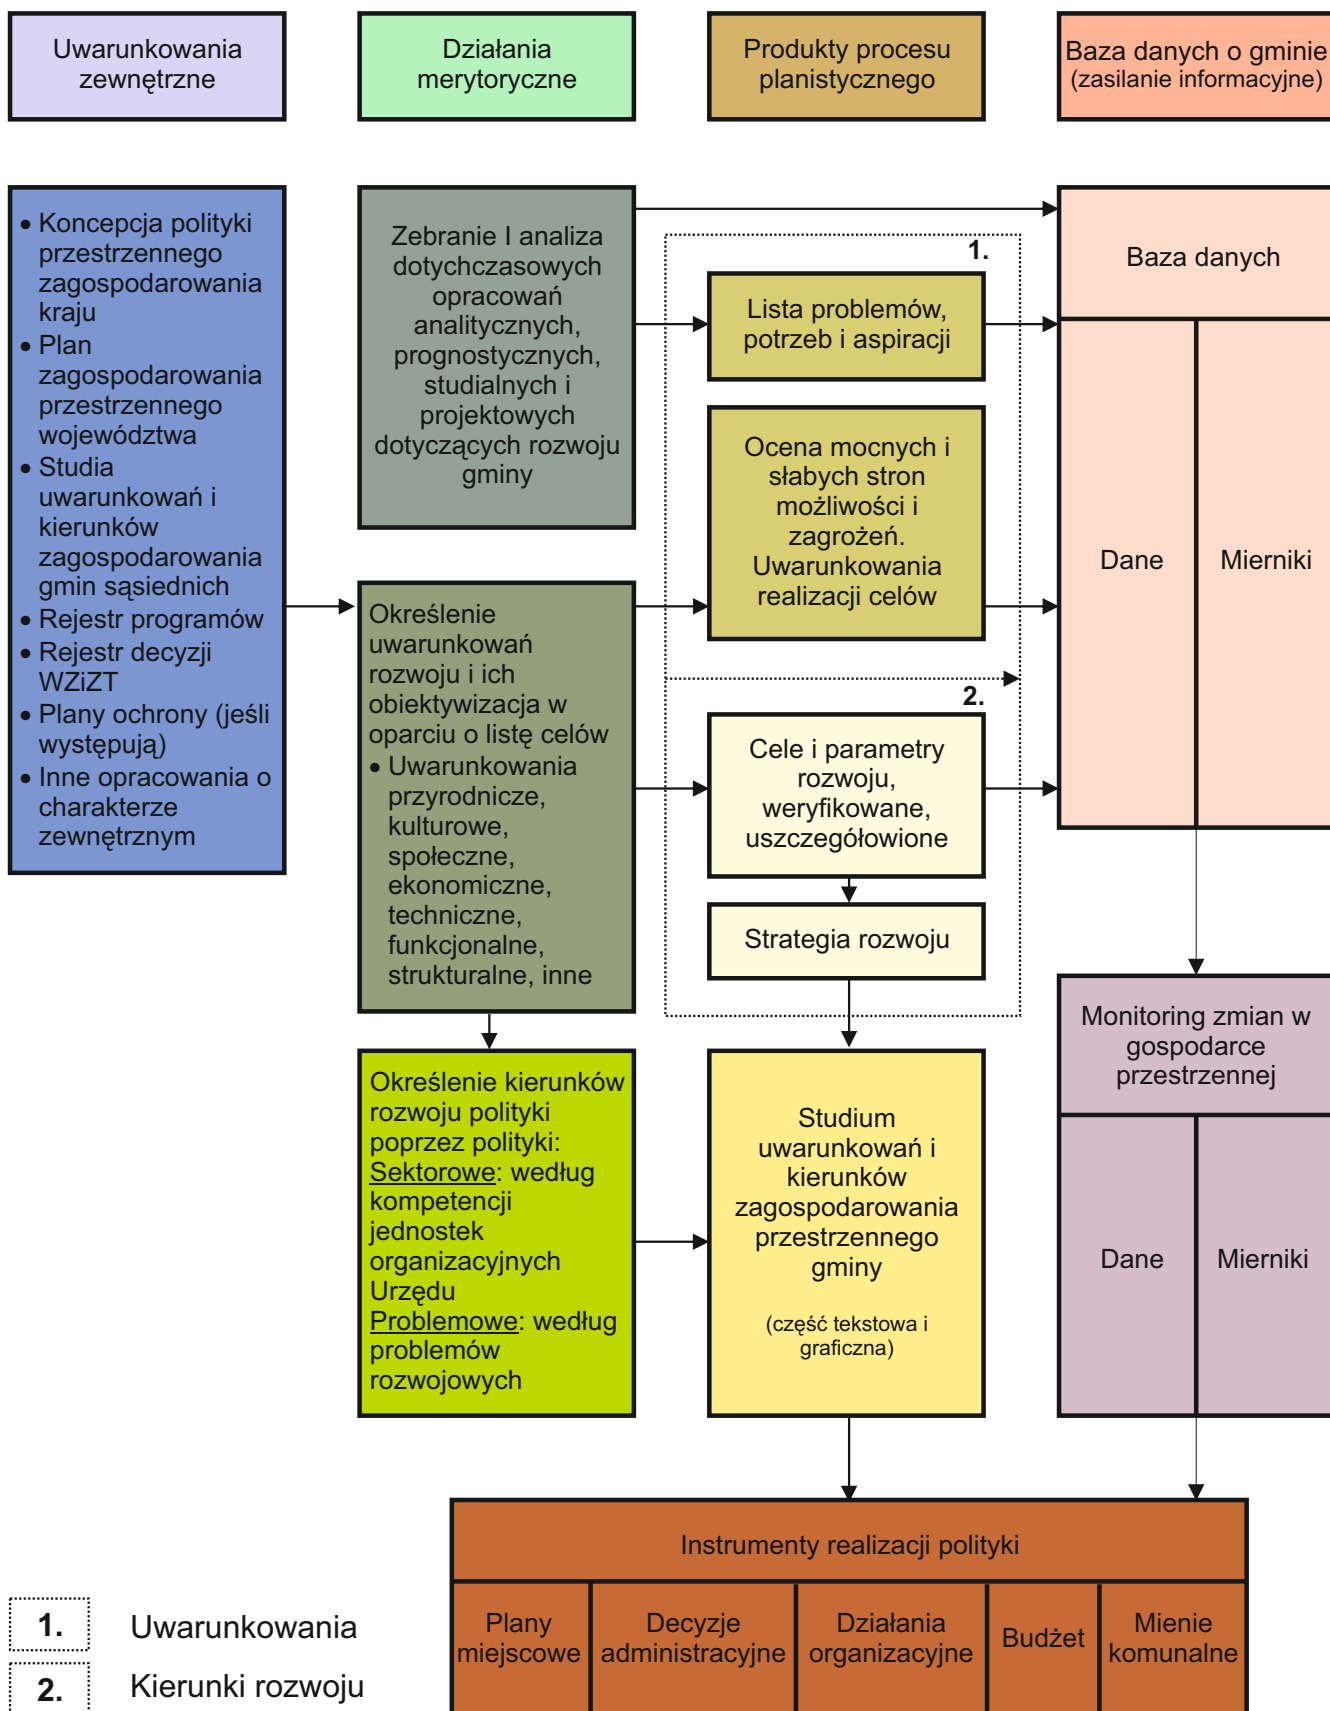 Uwarunkowania
zewnętrzne
Działania
merytoryczne
Produkty procesu
planistycznego
Baza danych o gminie
(zasilanie informacyjne)
• Koncepcja polityki
przestrzennego
zagospodarowania
kraju
• Plan
zagospodarowania
przestrzennego
województwa
• Studia
uwarunkowań i
kierunków
zagospodarowania
gmin sąsiednich
• Rejestr programów
• Rejestr decyzji
WZiZT
• Plany ochrony (jeśli
występują)
• Inne opracowania o
charakterze
zewnętrznym
Zebranie I analiza
dotychczasowych
opracowań
analitycznych,
prognostycznych,
studialnych i
projektowych
dotyczących rozwoju
gminy
Określenie
uwarunkowań
rozwoju i ich
obiektywizacja w
oparciu o listę celów
• Uwarunkowania
przyrodnicze,
kulturowe,
społeczne,
ekonomiczne,
techniczne,
funkcjonalne,
strukturalne, inne
Określenie kierunków
rozwoju polityki
poprzez polityki:
Sektorowe: według
kompetencji
jednostek
organizacyjnych
Urzędu
Problemowe: według
problemów
rozwojowych
1.
Lista problemów,
potrzeb i aspiracji
Ocena mocnych i
słabych stron
możliwości i
zagrożeń.
Uwarunkowania
realizacji celów
2.
Cele i parametry
rozwoju,
weryfikowane,
uszczegółowione
Strategia rozwoju
Studium
uwarunkowań i
kierunków
zagospodarowania
przestrzennego
gminy
(część tekstowa i
graficzna)
Baza danych
Dane
Mierniki
Monitoring zmian w
gospodarce
przestrzennej
Dane
Mierniki
Instrumenty realizacji polityki
Plany
miejscowe
Decyzje
administracyjne
Działania
organizacyjne
Budżet
Mienie
komunalne
1. Uwarunkowania
2. Kierunki rozwoju